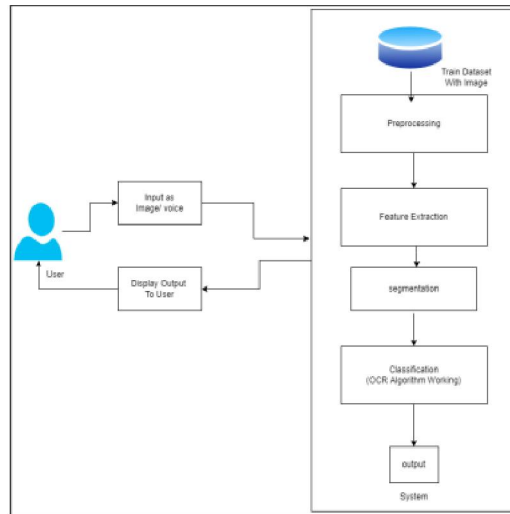 Train Dataset
With Image
Preprocessing
Input as
Image/ voice
Feature Extraction
User
Display Output
To User
segmentation
Classification
(OCR Algorithm Working)
output
System